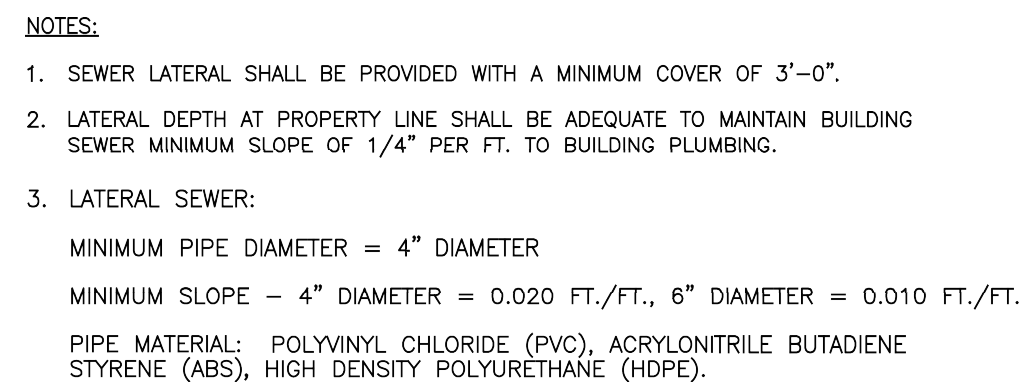 NOTES:
1. SEWER LATERAL SHALL BE PROVIDED WITH A MINIMUM COVER OF 3'-0".
2. LATERAL DEPTH AT PROPERTY LINE SHALL BE ADEQUATE TO MAINTAIN BUILDING
SEWER MINIMUM SLOPE OF 1/4" PER FT. TO BUILDING PLUMBING.
3. LATERAL SEWER:
MINIMUM PIPE DIAMETER = 4" DIAMETER
MINIMUM SLOPE - 4" DIAMETER = 0.020 FT./FT., 6" DIAMETER = 0.010 FT./FT.
PIPE MATERIAL: POLYVINYL CHLORIDE (PVC), ACRYLONITRILE BUTADIENE
STYRENE (ABS), HIGH DENSITY POLYURETHANE (HDPE).